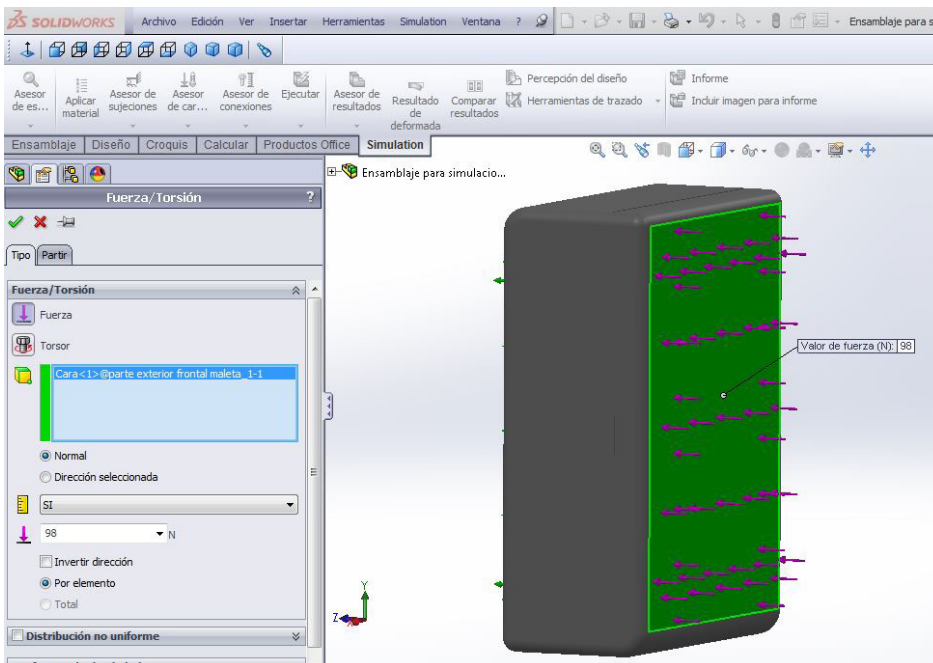 SOLIDWORKS Archivo Edición Ver Insertar Herramientas Simulation Ventana ? Ensamblaje para s
Asesor de es...
Aplicar material
Asesor de sujeciones
Asesor de car...
Asesor de conexiones
Ejecutar
Asesor de resultados
Resultado de deformada
Comparar resultados
Percepción del diseño
Herramientas de trazado
Informe
Incluir imagen para informe
Ensamblaje Diseño Croquis Calcular Productos Office Simulation
Ensamblaje para simulacio...
Fuerza/Torsión ?
Tipo Partir
Fuerza/Torsión
Fuerza
Torsor
Cara<1>@parte exterior frontal maleta_1-1
Valor de fuerza (N): 98
Normal
Dirección seleccionada
SI
98 N
Invertir dirección
Por elemento
Total
Y
Z
Distribución no uniforme